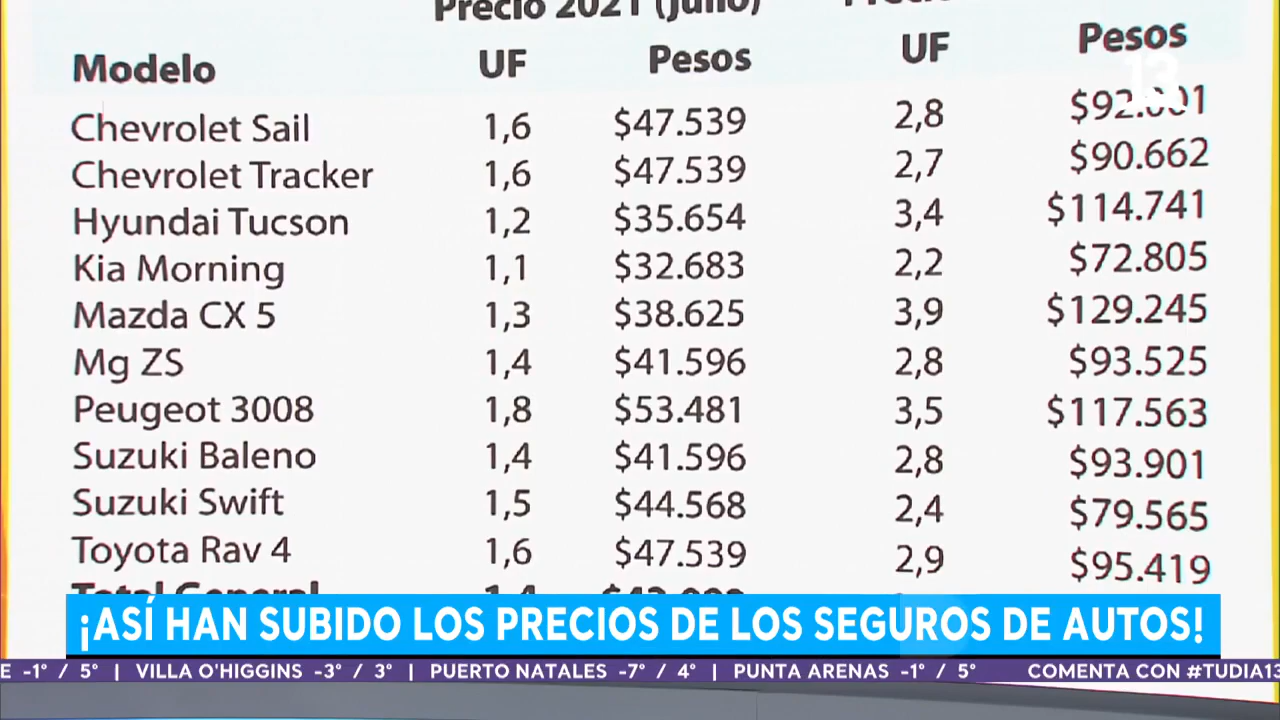 Precio 2021 (Julio)
Modelo UF Pesos UF Pesos
13
Chevrolet Sail 1,6 $47.539 2,8
Chevrolet Tracker 1,6 $47.539 2,7 $90.662
Hyundai Tucson 1,2 $35.654 3,4 $114.741
Kia Morning 1,1 $32.683 2,2 $72.805
Mazda CX 5 1,3 $38.625 3,9 $129.245
Mg ZS 1,4 $41.596 2,8 $93.525
Peugeot 3008 1,8 $53.481 3,5 $117.563
Suzuki Baleno 1,4 $41.596 2,8 $93.901
Suzuki Swift 1,5 $44.568 2,4 $79.565
Toyota Rav 4 1,6 $47.539 2,9 $95.419
Total General 1,4
¡ASÍ HAN SUBIDO LOS PRECIOS DE LOS SEGUROS DE AUTOS!
E -1° / 5° | VILLA O'HIGGINS -3° / 3° | PUERTO NATALES -7° / 4° | PUNTA ARENAS -1° / 5° COMENTA CON #TUDIA13